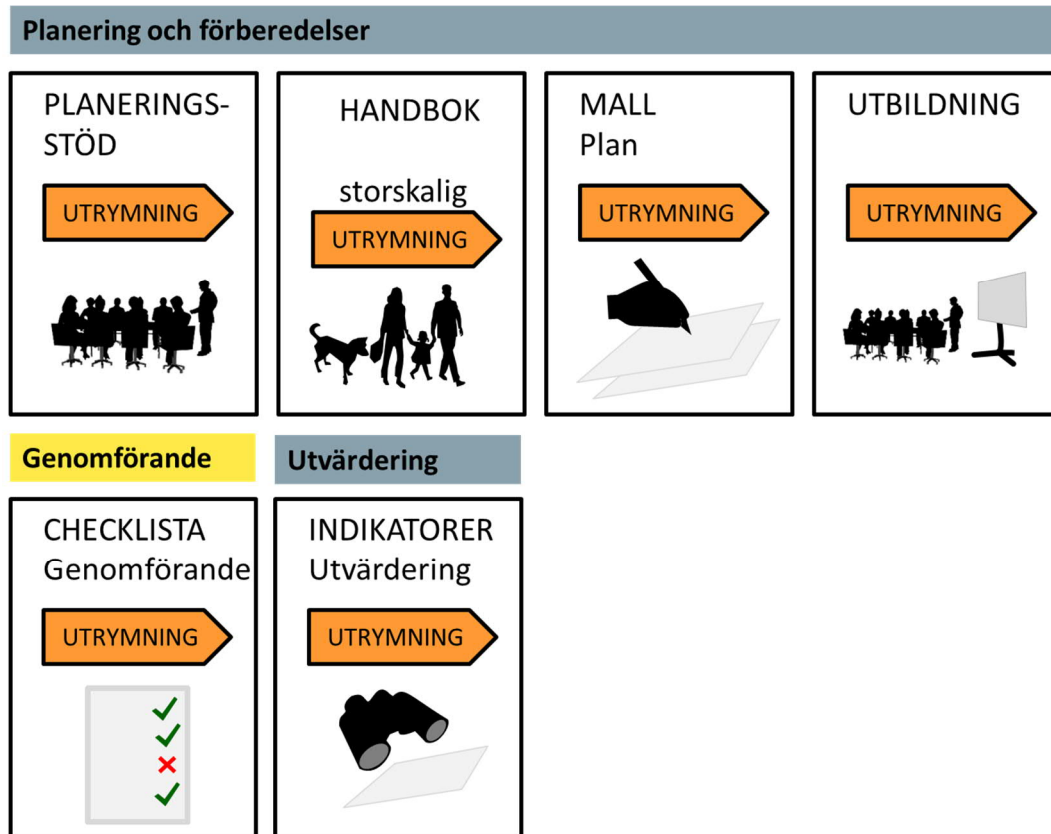 Planering och förberedelser
PLANERINGS-
STÖD
UTRYMNING
HANDBOK
storskalig
UTRYMNING
MALL
Plan
UTRYMNING
UTBILDNING
UTRYMNING
Genomförande
CHECKLISTA
Genomförande
UTRYMNING
Utvärdering
INDIKATORER
Utvärdering
UTRYMNING